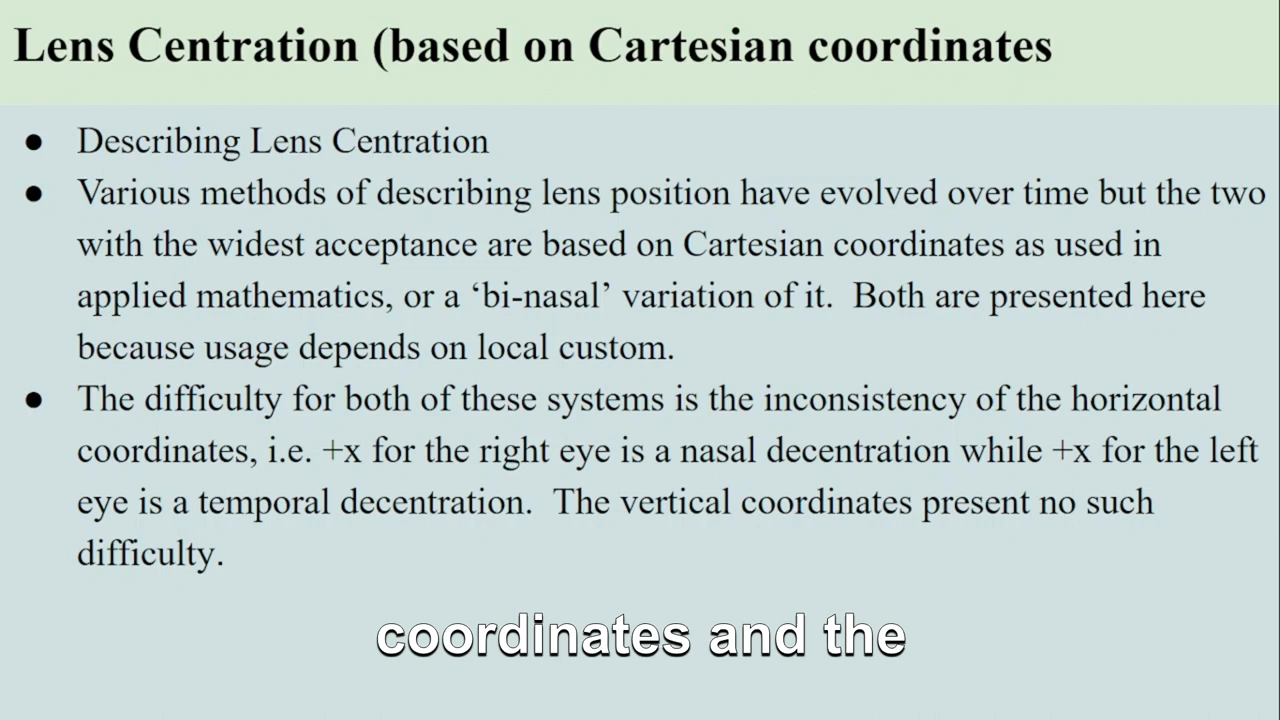 Lens Centration (based on Cartesian coordinates
● Describing Lens Centration
● Various methods of describing lens position have evolved over time but the two
with the widest acceptance are based on Cartesian coordinates as used in
applied mathematics, or a ‘bi-nasal’ variation of it.  Both are presented here
because usage depends on local custom.
● The difficulty for both of these systems is the inconsistency of the horizontal
coordinates, i.e. +x for the right eye is a nasal decentration while +x for the left
eye is a temporal decentration.  The vertical coordinates present no such
difficulty.
coordinates and the